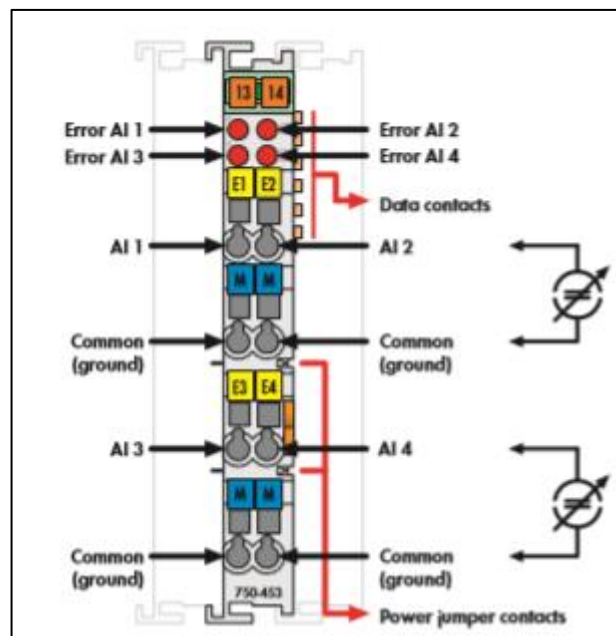 13 14
Error AI 1 Error AI 2
Error AI 3 Error AI 4
E1 E2
Data contacts
AI 1 AI 2
M M
Common Common
(ground) (ground)
E3 E4
AI 3 AI 4
M M
Common Common
(ground) (ground)
750-453
Power jumper contacts